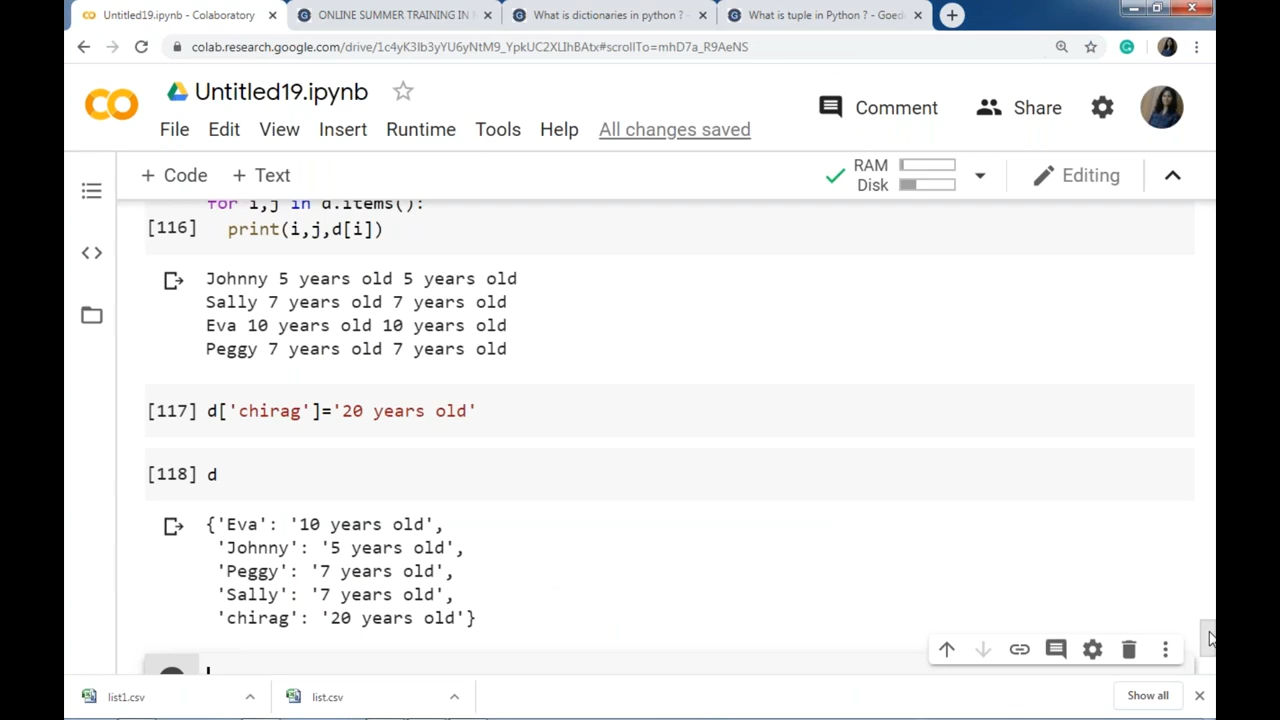 Untitled19.ipynb - Colaboratory
ONLINE SUMMER TRAINING IN
What is dictionaries in python ? -
What is tuple in Python ? - Goed
colab.research.google.com/drive/1c4yK3Ib3yYU6yNtM9_YpkUC2XLIhBAtx#scrollTo=mhD7a_R9AeNS
CO Untitled19.ipynb
Comment Share
File Edit View Insert Runtime Tools Help All changes saved
+ Code + Text
RAM
Disk
Editing
for i,j in d.items():
[116] print(i,j,d[i])
Johnny 5 years old 5 years old
Sally 7 years old 7 years old
Eva 10 years old 10 years old
Peggy 7 years old 7 years old
[117] d['chirag']='20 years old'
[118] d
{'Eva': '10 years old',
'Johnny': '5 years old',
'Peggy': '7 years old',
'Sally': '7 years old',
'chirag': '20 years old'}
list1.csv
list.csv
Show all